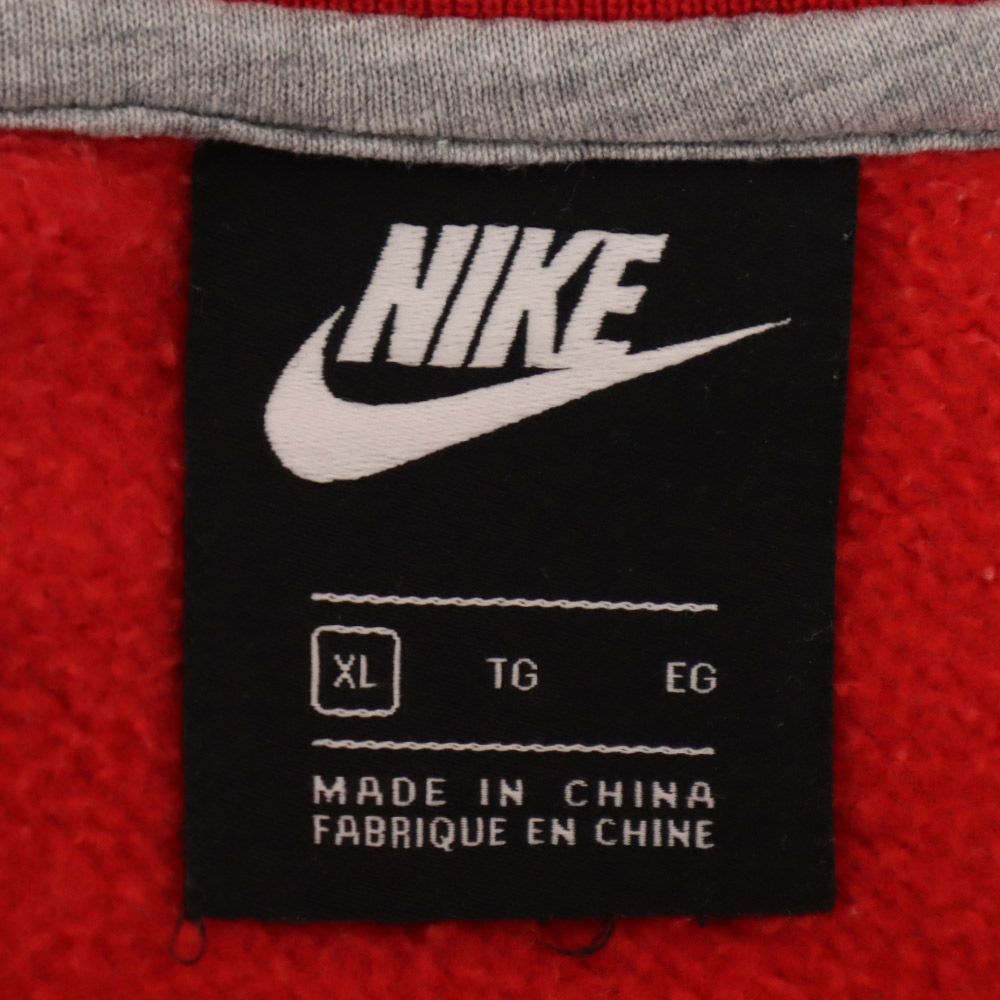 NIKE
XL TG EG
MADE IN CHINA
FABRIQUE EN CHINE